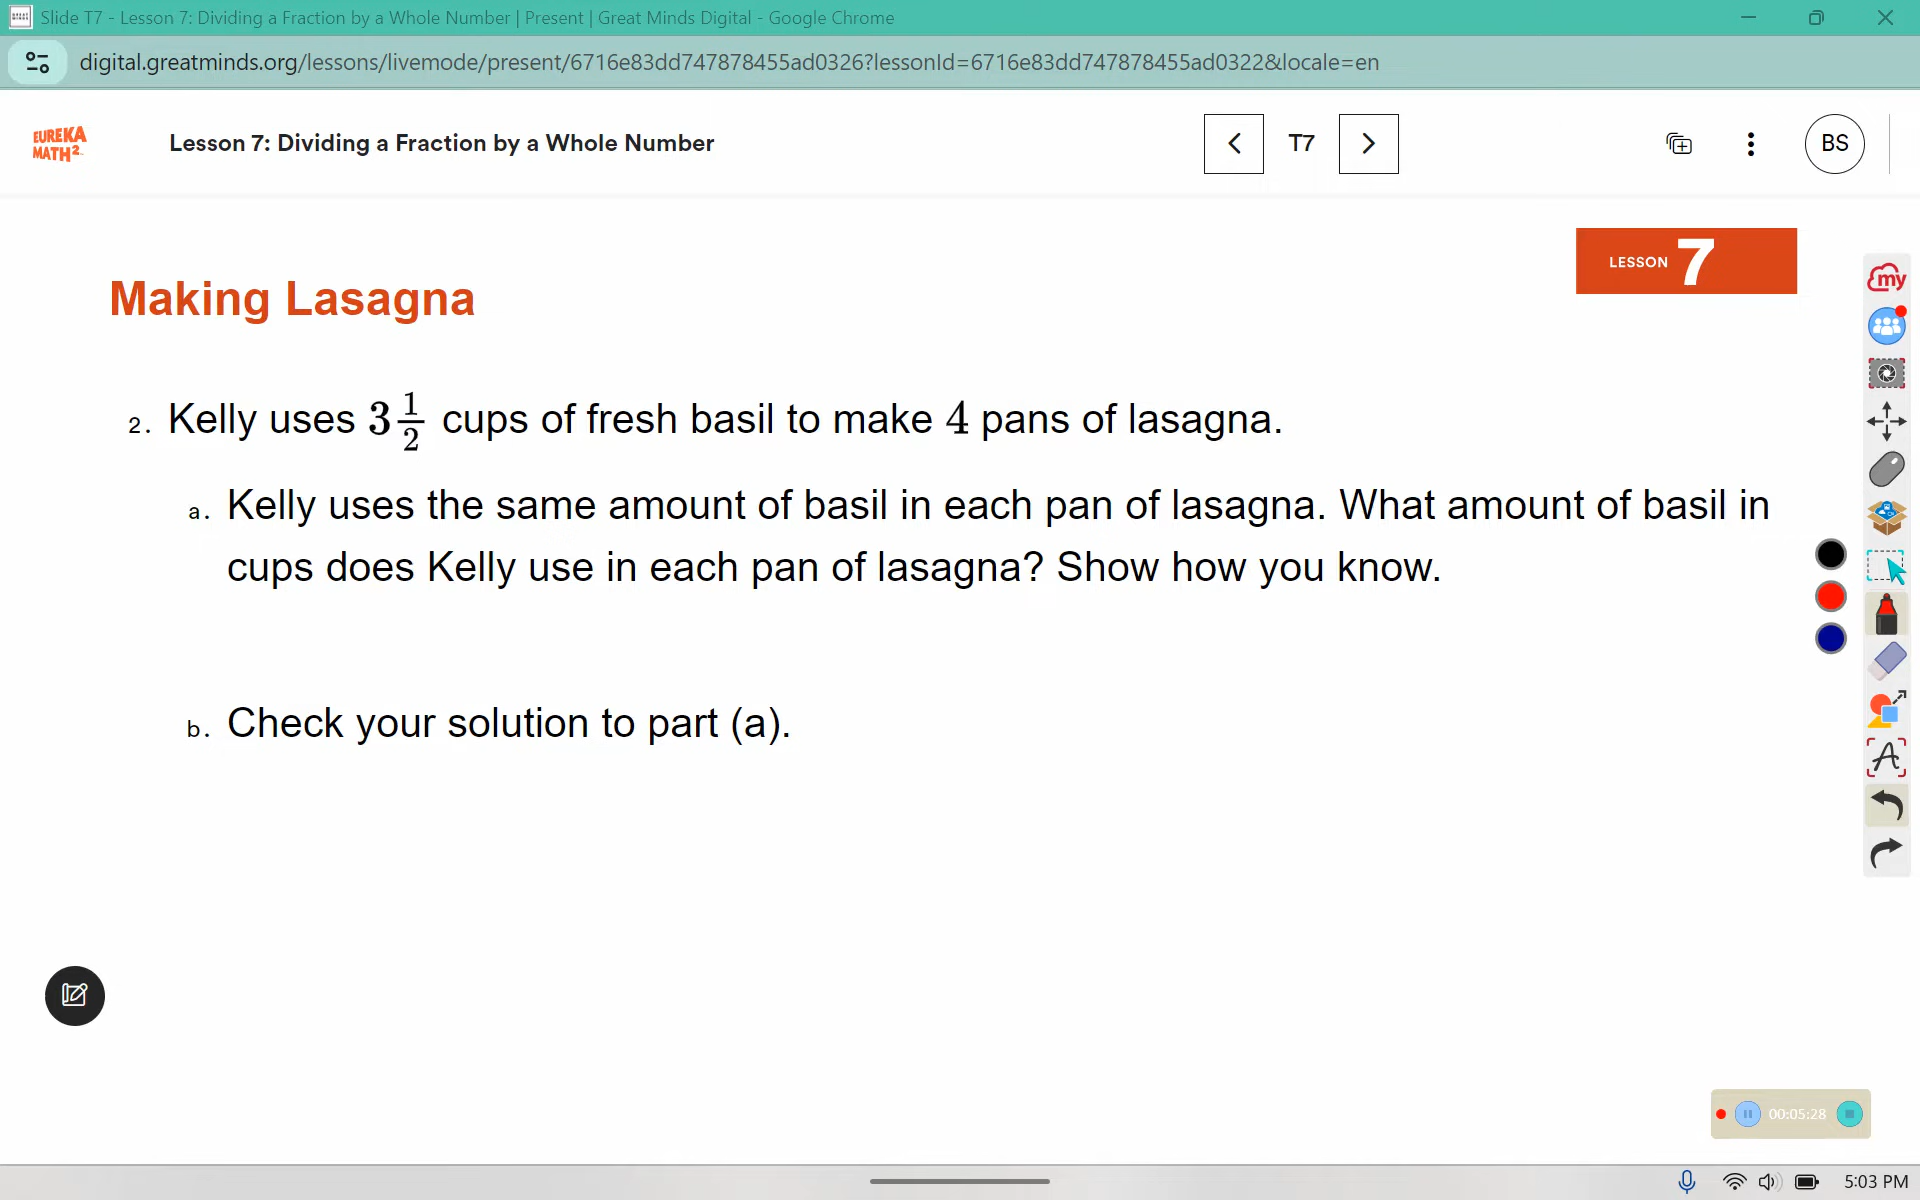 Slide T7 - Lesson 7: Dividing a Fraction by a Whole Number | Present | Great Minds Digital - Google Chrome
digital.greatminds.org/lessons/livemode/present/6716e83dd747878455ad0326?lessonId=6716e83dd747878455ad0322&locale=en
EUREKA
MATH²
Lesson 7: Dividing a Fraction by a Whole Number
T7
BS
LESSON 7
Making Lasagna
my
2. Kelly uses 3 1/2 cups of fresh basil to make 4 pans of lasagna.
a. Kelly uses the same amount of basil in each pan of lasagna. What amount of basil in
cups does Kelly use in each pan of lasagna? Show how you know.
b. Check your solution to part (a).
A
00:05:28
5:03 PM